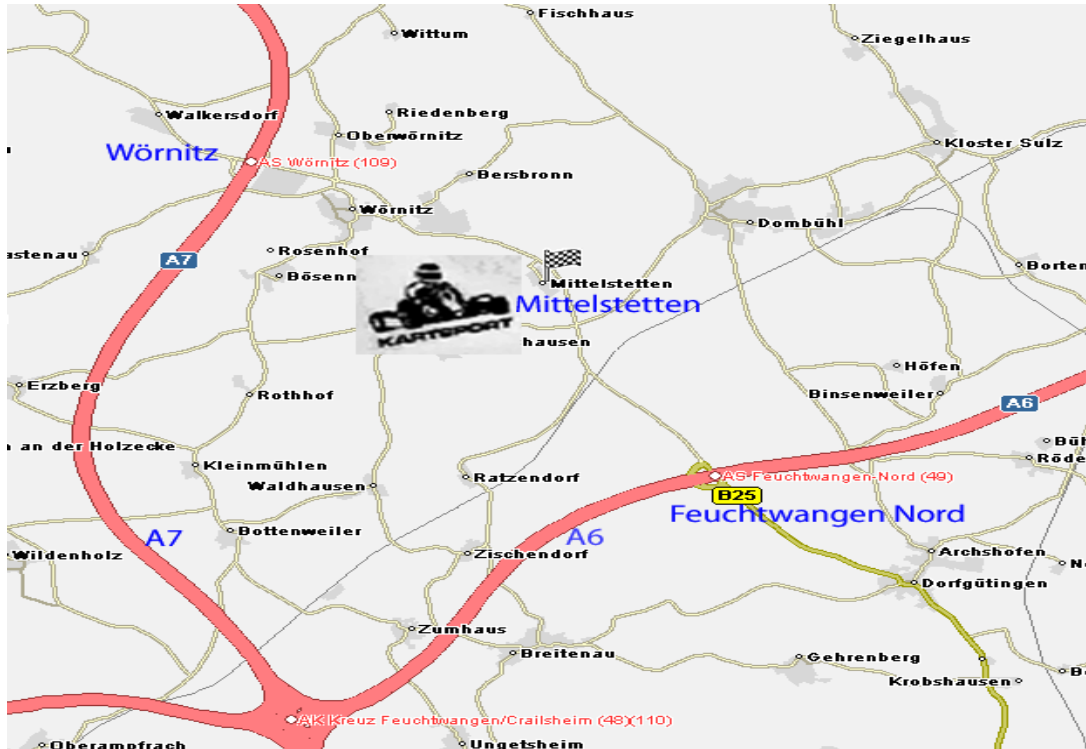 Fischhaus
Wittum
Ziegelhaus
Walkersdorf
Riedenberg
Oberwörnitz
Wörnitz
AS Wörnitz (109)
Kloster Sulz
Bersbronn
Wörnitz
Dombühl
Rosenhof
astenau
A7
Bösenn
Borten
Mittelstetten
Mittelstetten
KARTSPORT
hausen
Höfen
Erzberg
Rothhof
Binsenweiler
A6
n an der Holzecke
Büh
Röde
Kleinmühlen
Waldhausen
Ratzendorf
AS Feuchtwangen-Nord (49)
B25
Feuchtwangen Nord
Bottenweiler
A7
A6
Wildenholz
Zischendorf
Archshofen
Dorfgütingen
Zumhaus
Breitenau
Gehrenberg
Krobshausen
AK Kreuz Feuchtwangen/Crailsheim (48)(110)
Oberampfrach
Ungetsheim